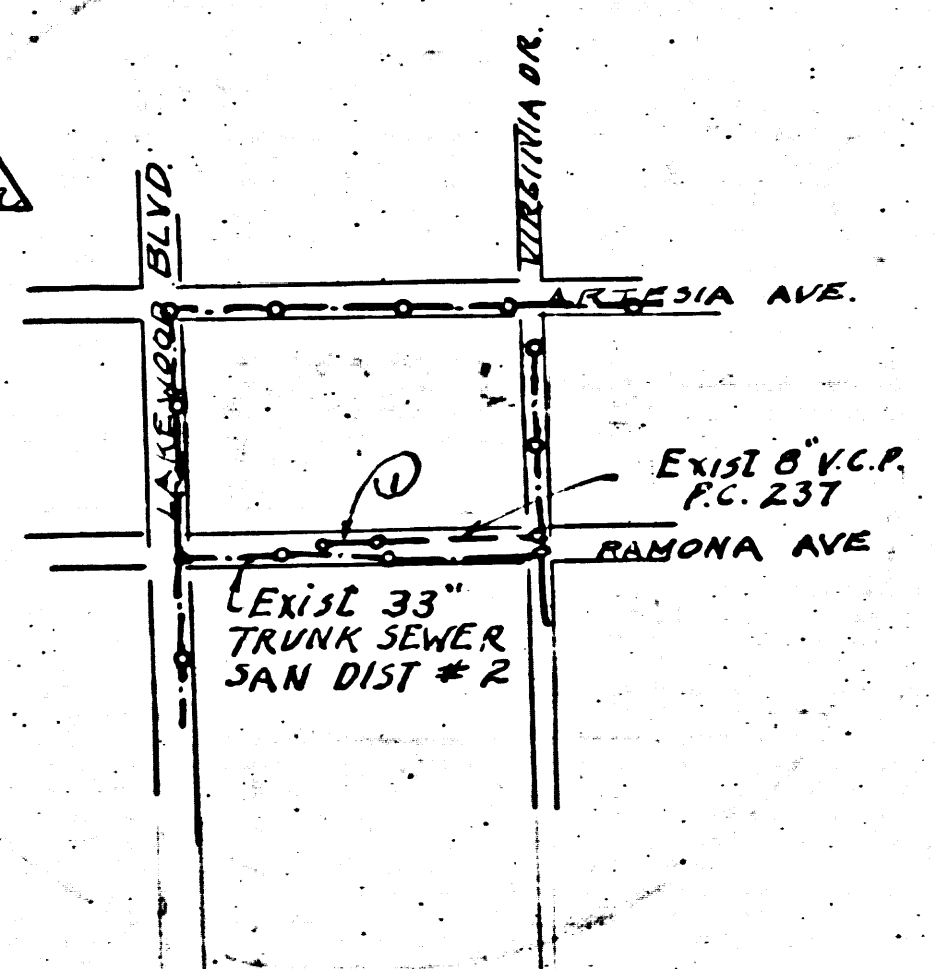 VIRGINIA DR.
LAKEWOOD BLVD.
ARTESIA AVE.
1
Exist 8" V.C.P.
P.C. 237
RAMONA AVE
Exist 33"
TRUNK SEWER
SAN DIST # 2